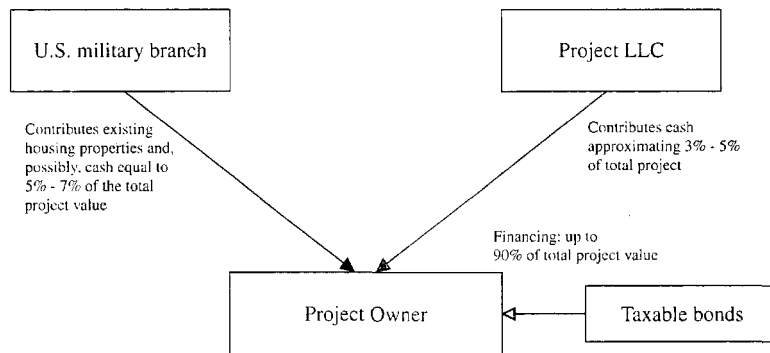 U.S. military branch
Project LLC
Contributes existing
housing properties and,
possibly, cash equal to
5% - 7% of the total
project value
Contributes cash
approximating 3% - 5%
of total project
Financing: up to
90% of total project value
Project Owner
Taxable bonds